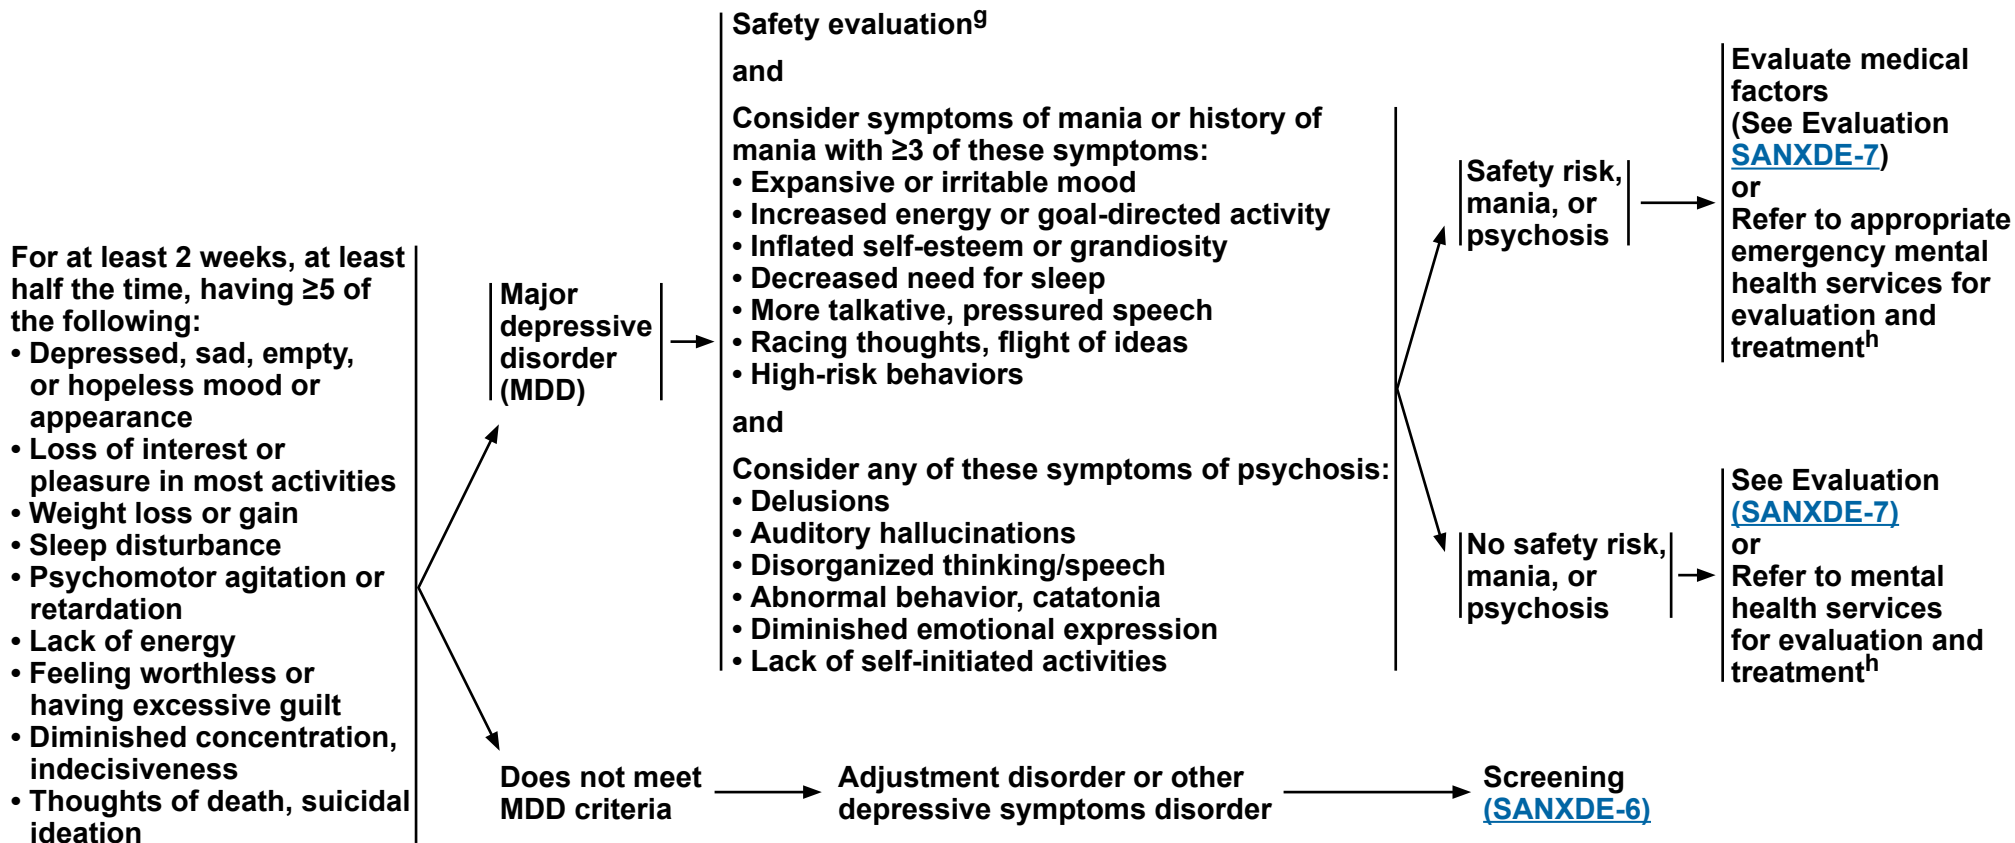 For at least 2 weeks, at least
half the time, having ≥5 of
the following:
• Depressed, sad, empty,
or hopeless mood or
appearance
• Loss of interest or
pleasure in most activities
• Weight loss or gain
• Sleep disturbance
• Psychomotor agitation or
retardation
• Lack of energy
• Feeling worthless or
having excessive guilt
• Diminished concentration,
indecisiveness
• Thoughts of death, suicidal
ideation
Major
depressive
disorder
(MDD)
Safety evaluationg
and
Consider symptoms of mania or history of
mania with ≥3 of these symptoms:
• Expansive or irritable mood
• Increased energy or goal-directed activity
• Inflated self-esteem or grandiosity
• Decreased need for sleep
• More talkative, pressured speech
• Racing thoughts, flight of ideas
• High-risk behaviors
and
Consider any of these symptoms of psychosis:
• Delusions
• Auditory hallucinations
• Disorganized thinking/speech
• Abnormal behavior, catatonia
• Diminished emotional expression
• Lack of self-initiated activities
Safety risk,
mania, or
psychosis
Evaluate medical
factors
(See Evaluation
SANXDE-7)
or
Refer to appropriate
emergency mental
health services for
evaluation and
treatmenth
No safety risk,
mania, or
psychosis
See Evaluation
(SANXDE-7)
or
Refer to mental
health services
for evaluation and
treatmenth
Does not meet
MDD criteria
Adjustment disorder or other
depressive symptoms disorder
Screening
(SANXDE-6)